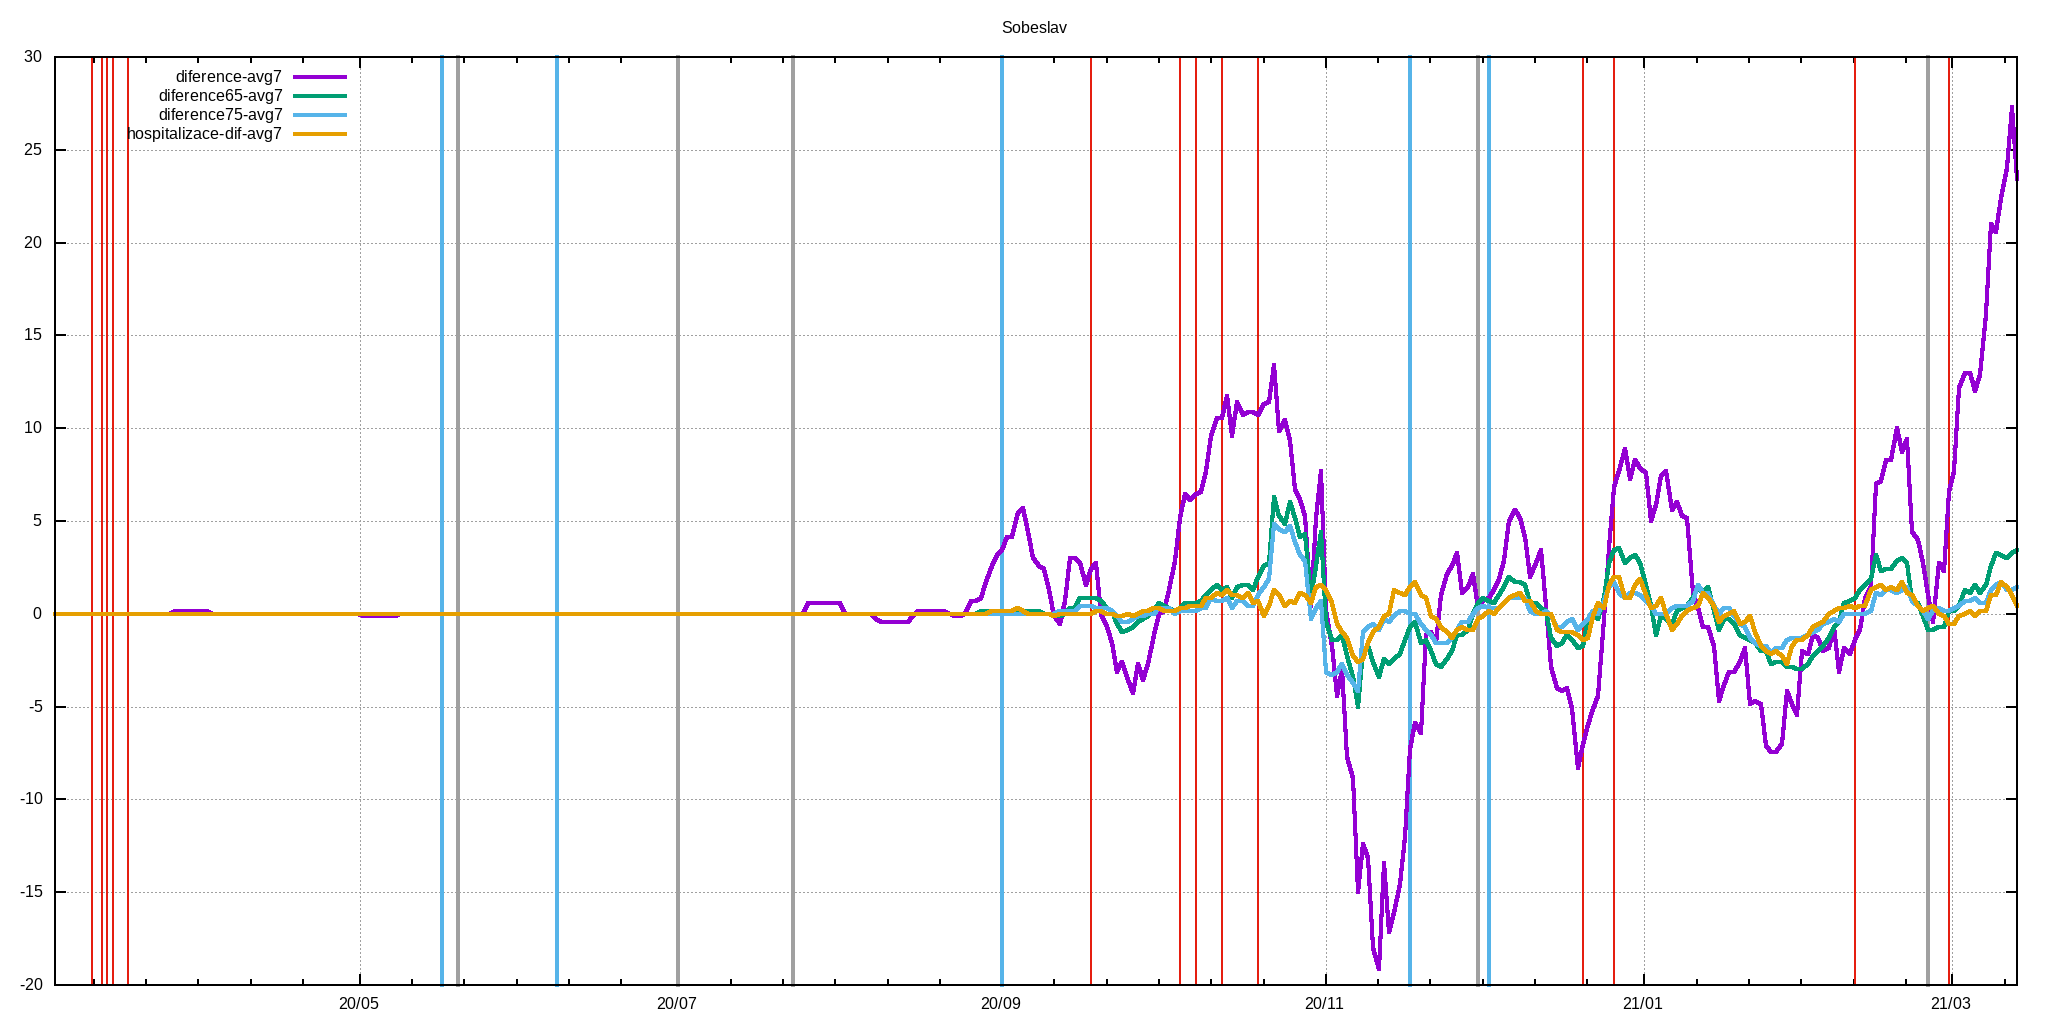 Sobeslav
30
diference-avg7
diference65-avg7
diference75-avg7
hospitalizace-dif-avg7
25
20
15
10
5
0
-5
-10
-15
-20
20/05 20/07 20/09 20/11 21/01 21/03